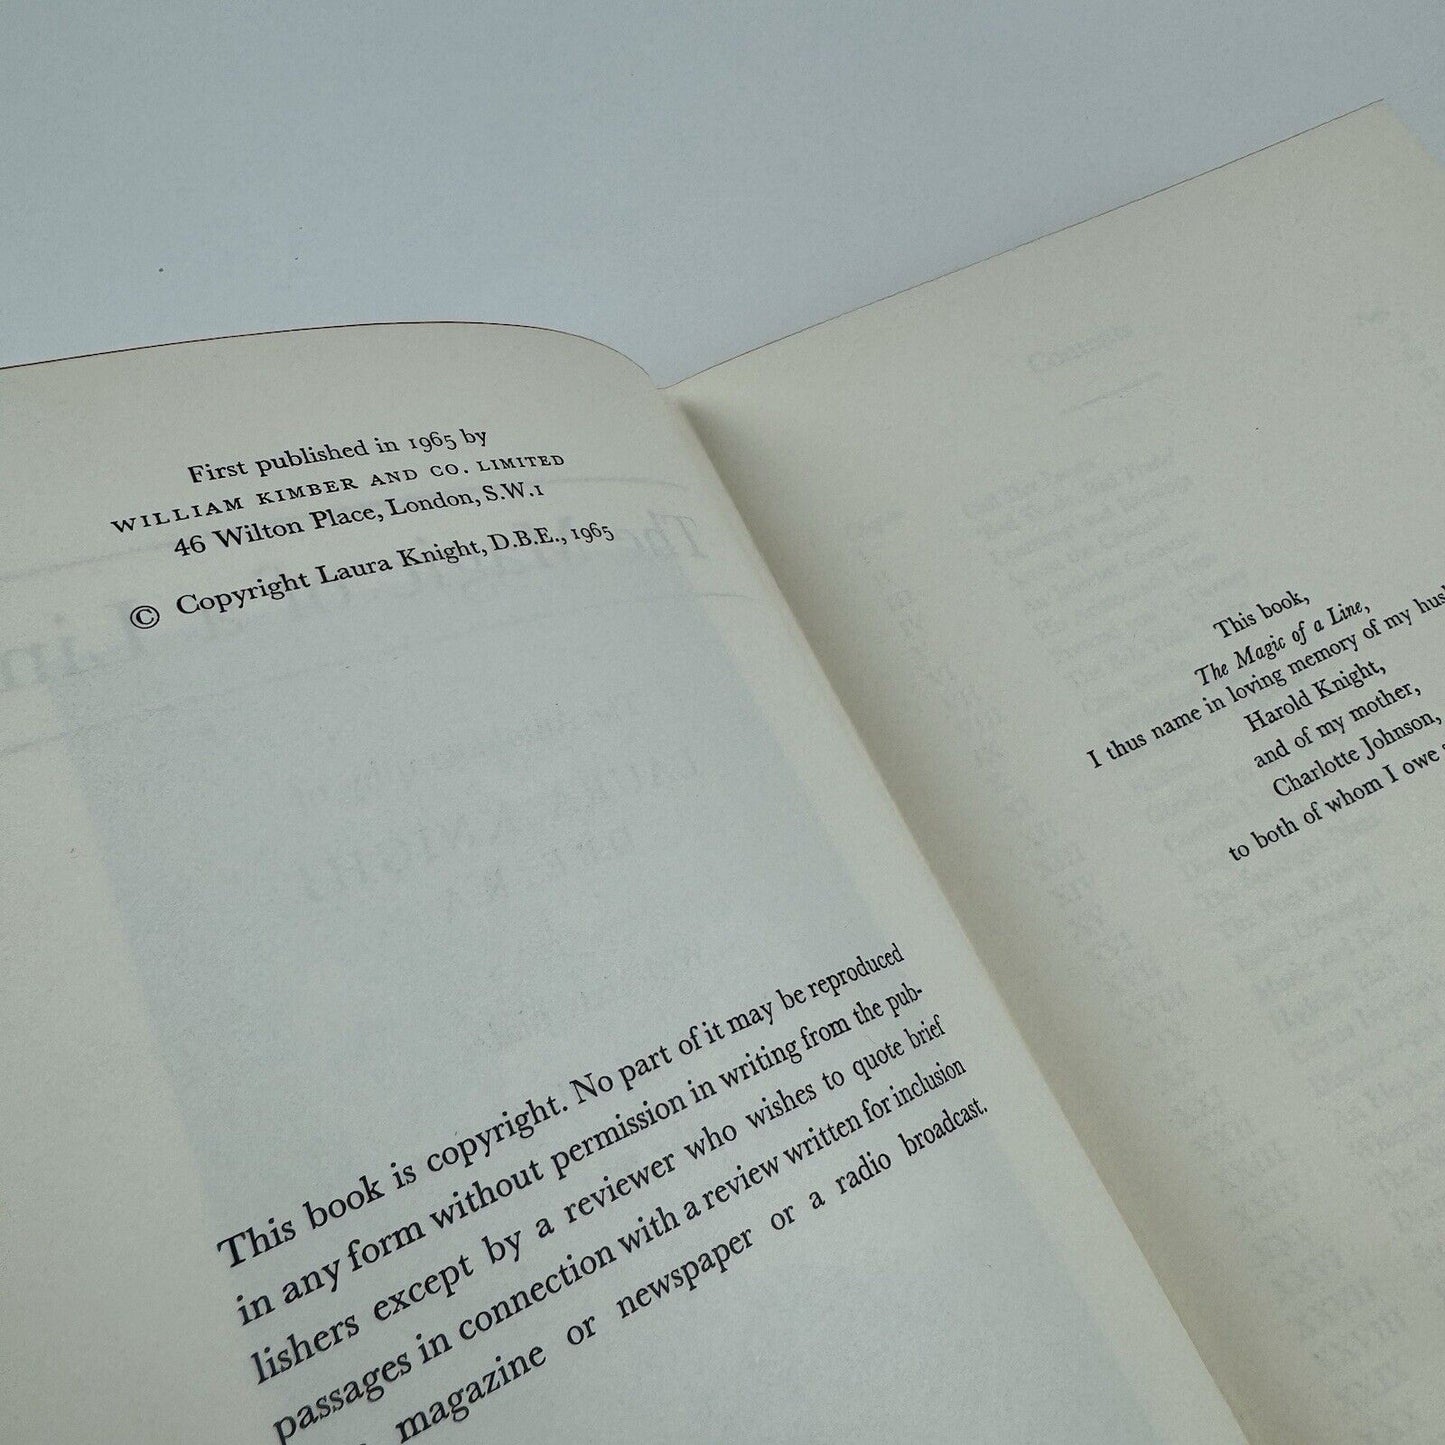 First published in 1965 by
WILLIAM KIMBER AND CO. LIMITED
46 Wilton Place, London, S.W.1
© Copyright Laura Knight, D.B.E., 1965
This book is copyright. No part of it may be reproduced
in any form without permission in writing from the pub-
lishers except by a reviewer who wishes to quote brief
passages in connection with a review written for inclusion
magazine or newspaper or a radio broadcast.
This book,
The Magic of a Line,
I thus name in loving memory of my
Harold Knight,
and of my mother,
Charlotte Johnson,
to both of whom I owe